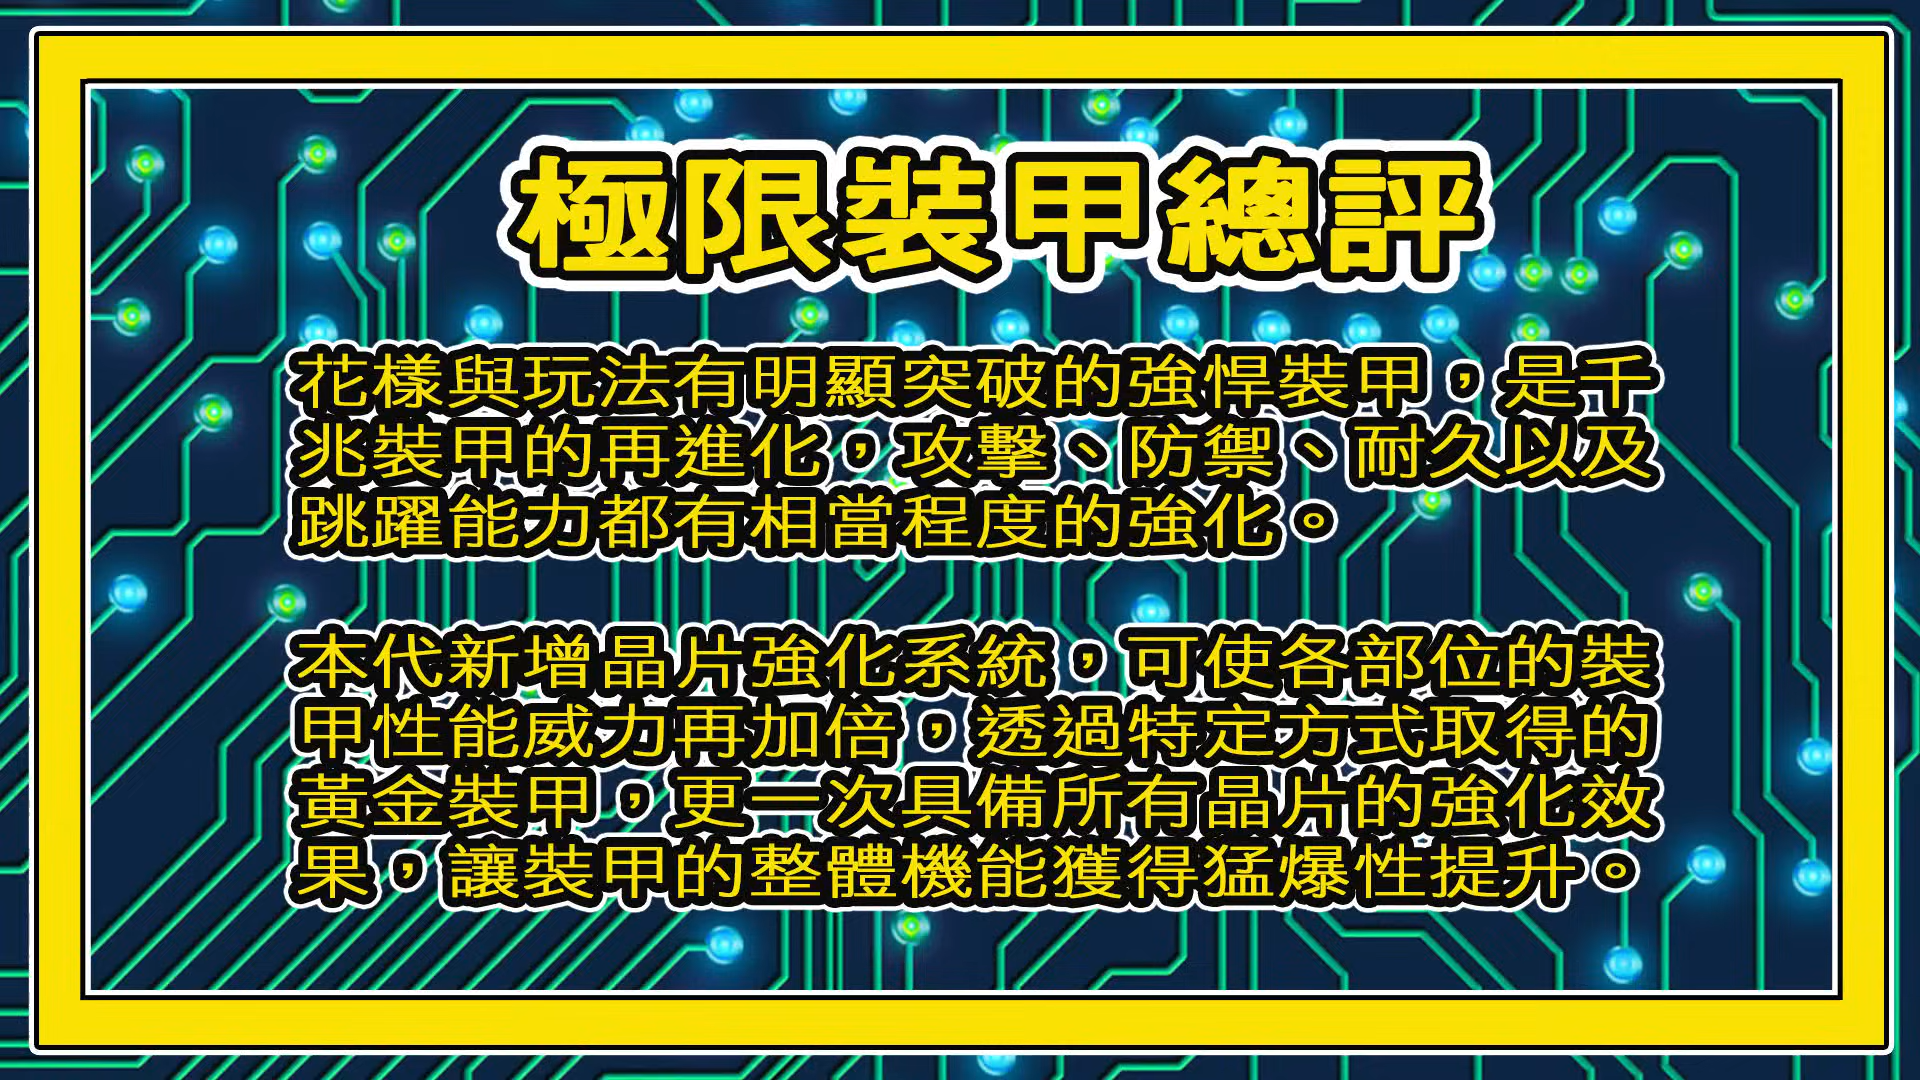 極限裝甲總評
花樣與玩法有明顯突破的強悍裝甲，是千
兆裝甲的再進化，攻擊、防禦、耐久以及
跳躍能力都有相當程度的強化。
本代新增晶片強化系統，可使各部位的裝
甲性能威力再加倍，透過特定方式取得的
黃金裝甲，更一次具備所有晶片的強化效
果，讓裝甲的整體機能獲得猛爆性提升。